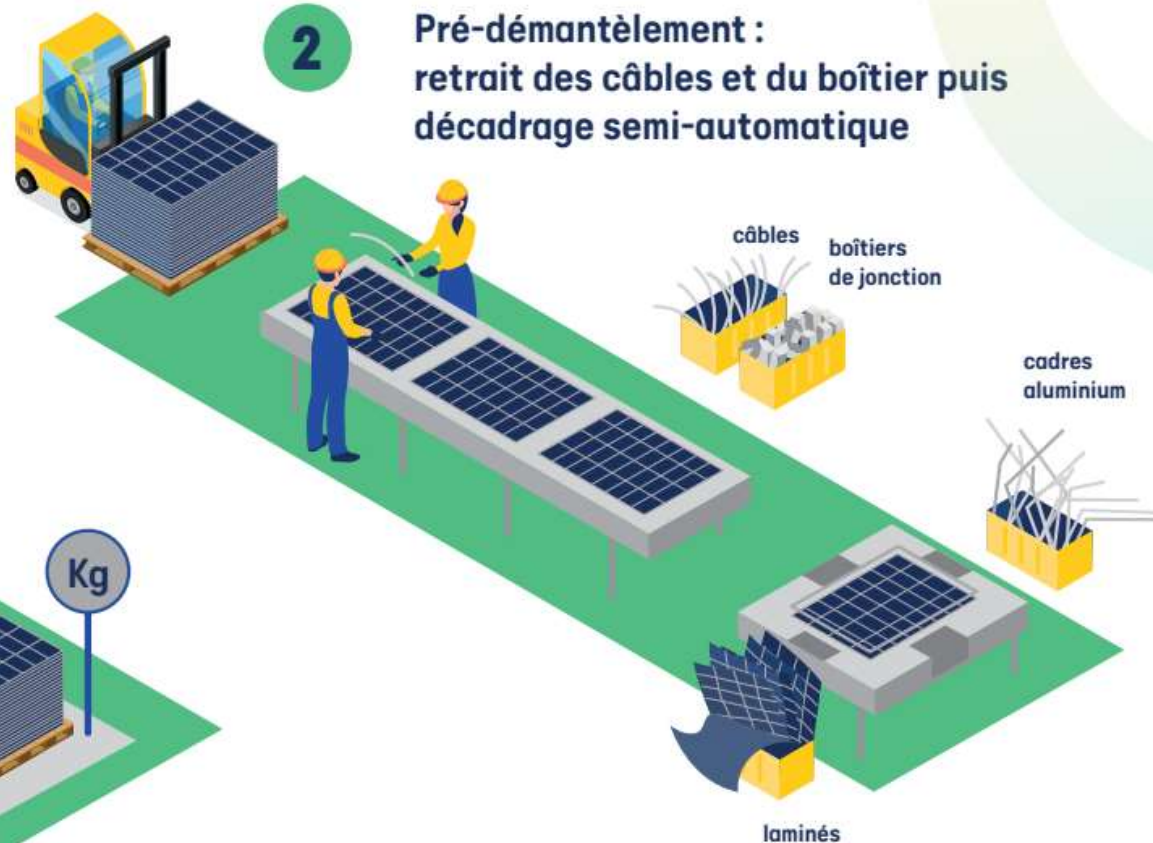 2
Pré-démantèlement :
retrait des câbles et du boîtier puis
décadrage semi-automatique
câbles
boîtiers
de jonction
cadres
aluminium
Kg
laminés